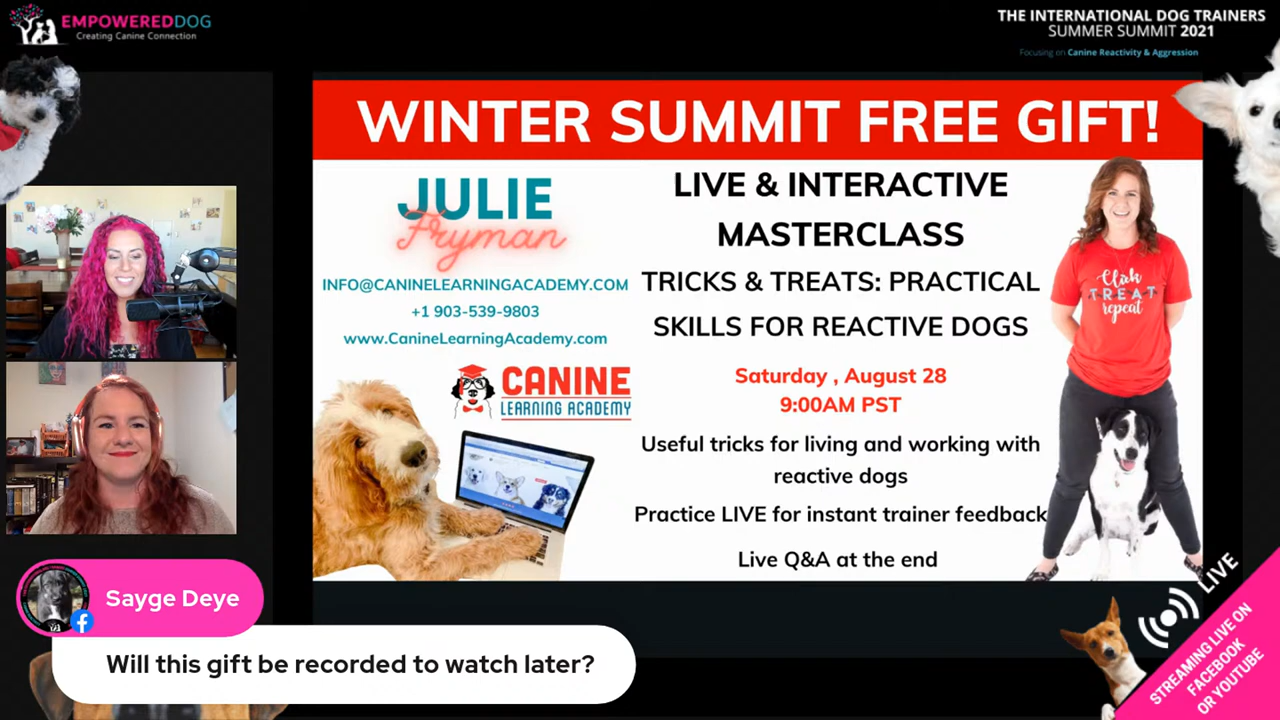 EMPOWEREDDOG
Creating Canine Connection
THE INTERNATIONAL DOG TRAINERS
SUMMER SUMMIT 2021
Focusing on Canine Reactivity & Aggression
WINTER SUMMIT FREE GIFT!
JULIE
Fryman
INFO@CANINELEARNINGACADEMY.COM
+1 903-539-9803
www.CanineLearningAcademy.com
CANINE
LEARNING ACADEMY
LIVE & INTERACTIVE
MASTERCLASS
TRICKS & TREATS: PRACTICAL
SKILLS FOR REACTIVE DOGS
Saturday , August 28
9:00AM PST
Useful tricks for living and working with
reactive dogs
Practice LIVE for instant trainer feedback
Live Q&A at the end
Click
TREAT
repeat
Sayge Deye
Will this gift be recorded to watch later?
LIVE
STREAMING LIVE ON
FACEBOOK
OR YOUTUBE